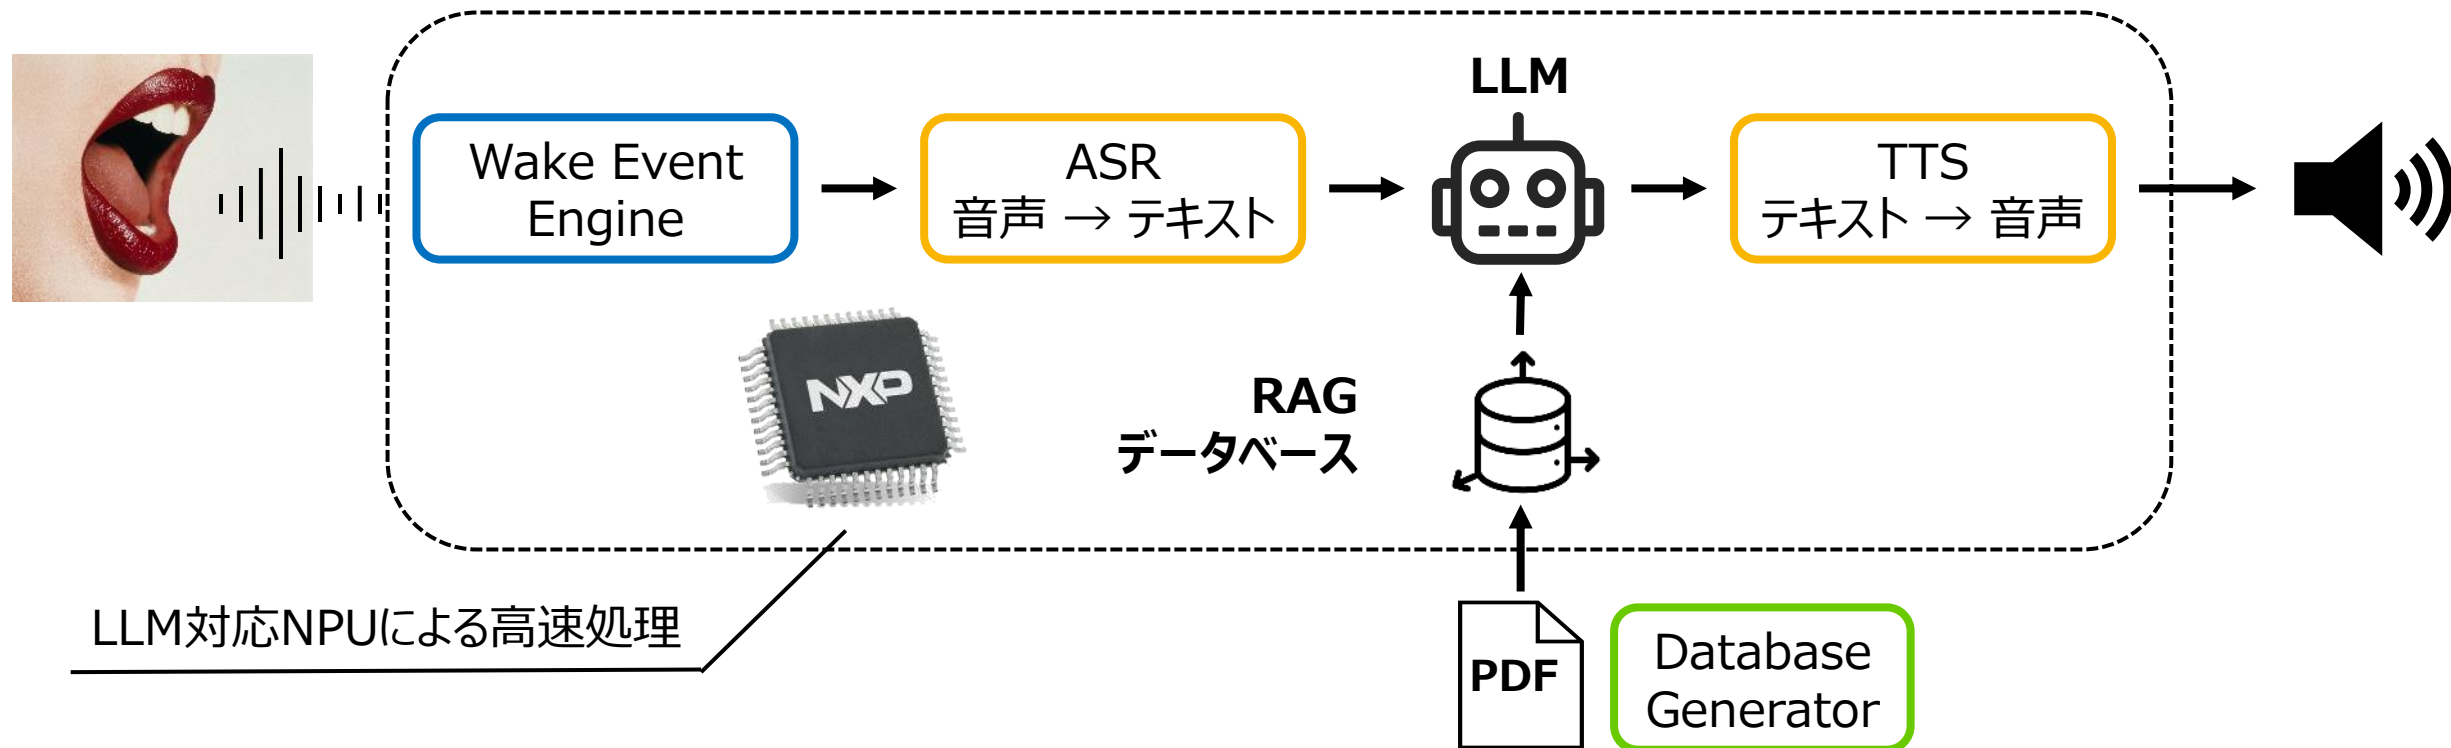 LLM
Wake Event
Engine
ASR
音声 → テキスト
TTS
テキスト → 音声
NXP
RAG
データベース
LLM対応NPUによる高速処理
PDF
Database
Generator